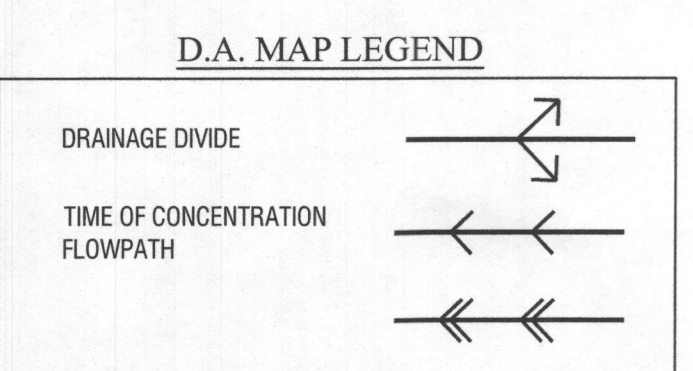 D.A. MAP LEGEND
DRAINAGE DIVIDE
TIME OF CONCENTRATION
FLOWPATH